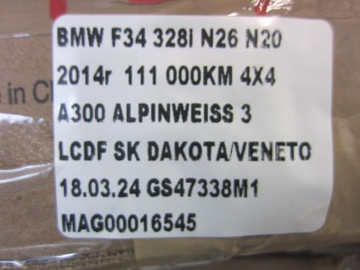 BMW F34 328I N26 N20
2014r 111 000KM 4X4
A300 ALPINWEISS 3
LCDF SK DAKOTA/VENETO
18.03.24 GS47338M1
MAG00016545
in C